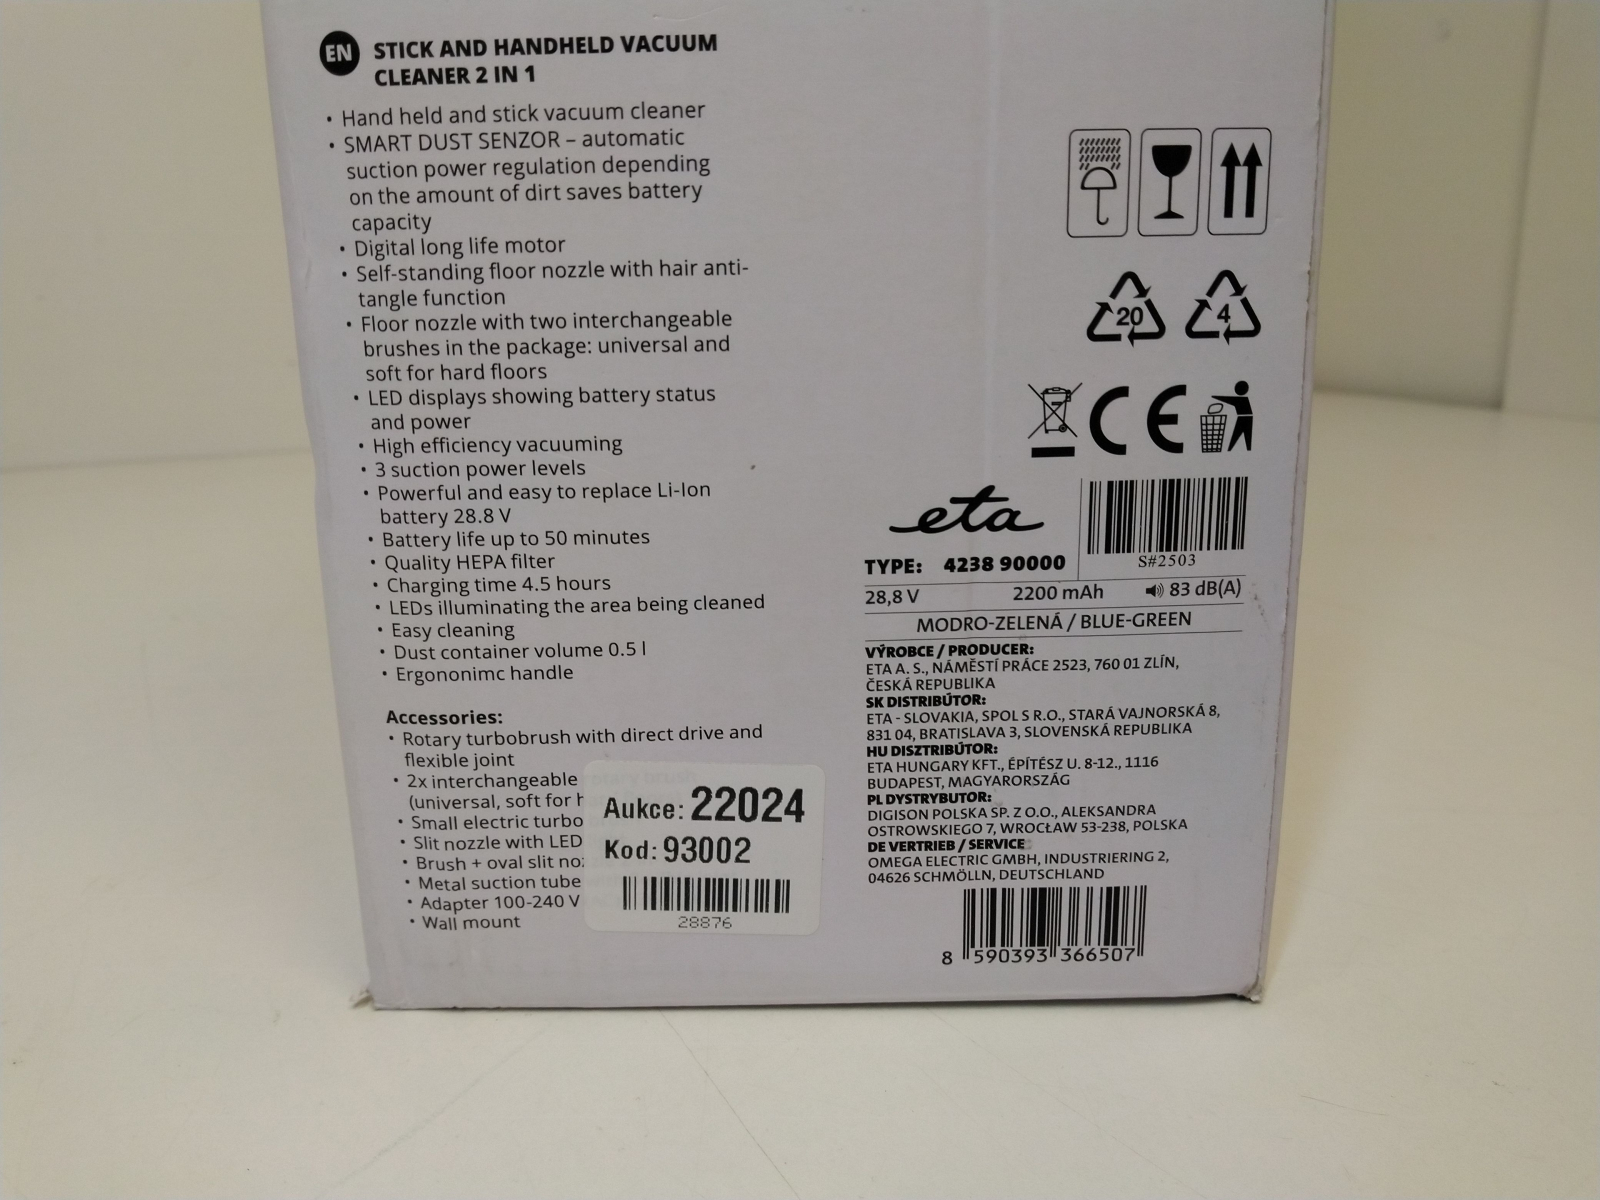 EN STICK AND HANDHELD VACUUM
CLEANER 2 IN 1
• Hand held and stick vacuum cleaner
• SMART DUST SENZOR – automatic
suction power regulation depending
on the amount of dirt saves battery
capacity
• Digital long life motor
• Self-standing floor nozzle with hair anti-
tangle function
• Floor nozzle with two interchangeable
brushes in the package: universal and
soft for hard floors
• LED displays showing battery status
and power
• High efficiency vacuuming
• 3 suction power levels
• Powerful and easy to replace Li-Ion
battery 28.8 V
• Battery life up to 50 minutes
• Quality HEPA filter
• Charging time 4.5 hours
• LEDs illuminating the area being cleaned
• Easy cleaning
• Dust container volume 0.5 l
• Ergononimc handle
Accessories:
• Rotary turbobrush with direct drive and
flexible joint
• 2x interchangeable
(universal, soft for
• Small electric turbo
• Slit nozzle with LED
• Brush + oval slit
• Metal suction tube
• Adapter 100-240 V
• Wall mount
Aukce: 22024
Kod: 93002
28876
20
4
CE
eta
S#2503
TYPE: 4238 90000
28,8 V 2200 mAh 83 dB(A)
MODRO-ZELENÁ / BLUE-GREEN
VÝROBCE / PRODUCER:
ETA A. S., NÁMĚSTÍ PRÁCE 2523, 760 01 ZLÍN,
ČESKÁ REPUBLIKA
SK DISTRIBÚTOR:
ETA - SLOVAKIA, SPOL S R.O., STARÁ VAJNORSKÁ 8,
831 04, BRATISLAVA 3, SLOVENSKÁ REPUBLIKA
HU DISZTRIBÚTOR:
ETA HUNGARY KFT., ÉPÍTÉSZ U. 8-12., 1116
BUDAPEST, MAGYARORSZÁG
PL DYSTRYBUTOR:
DIGISON POLSKA SP. Z O.O., ALEKSANDRA
OSTROWSKIEGO 7, WROCŁAW 53-238, POLSKA
DE VERTRIEB / SERVICE
OMEGA ELECTRIC GMBH, INDUSTRIERING 2,
04626 SCHMÖLLN, DEUTSCHLAND
8 590393 366507